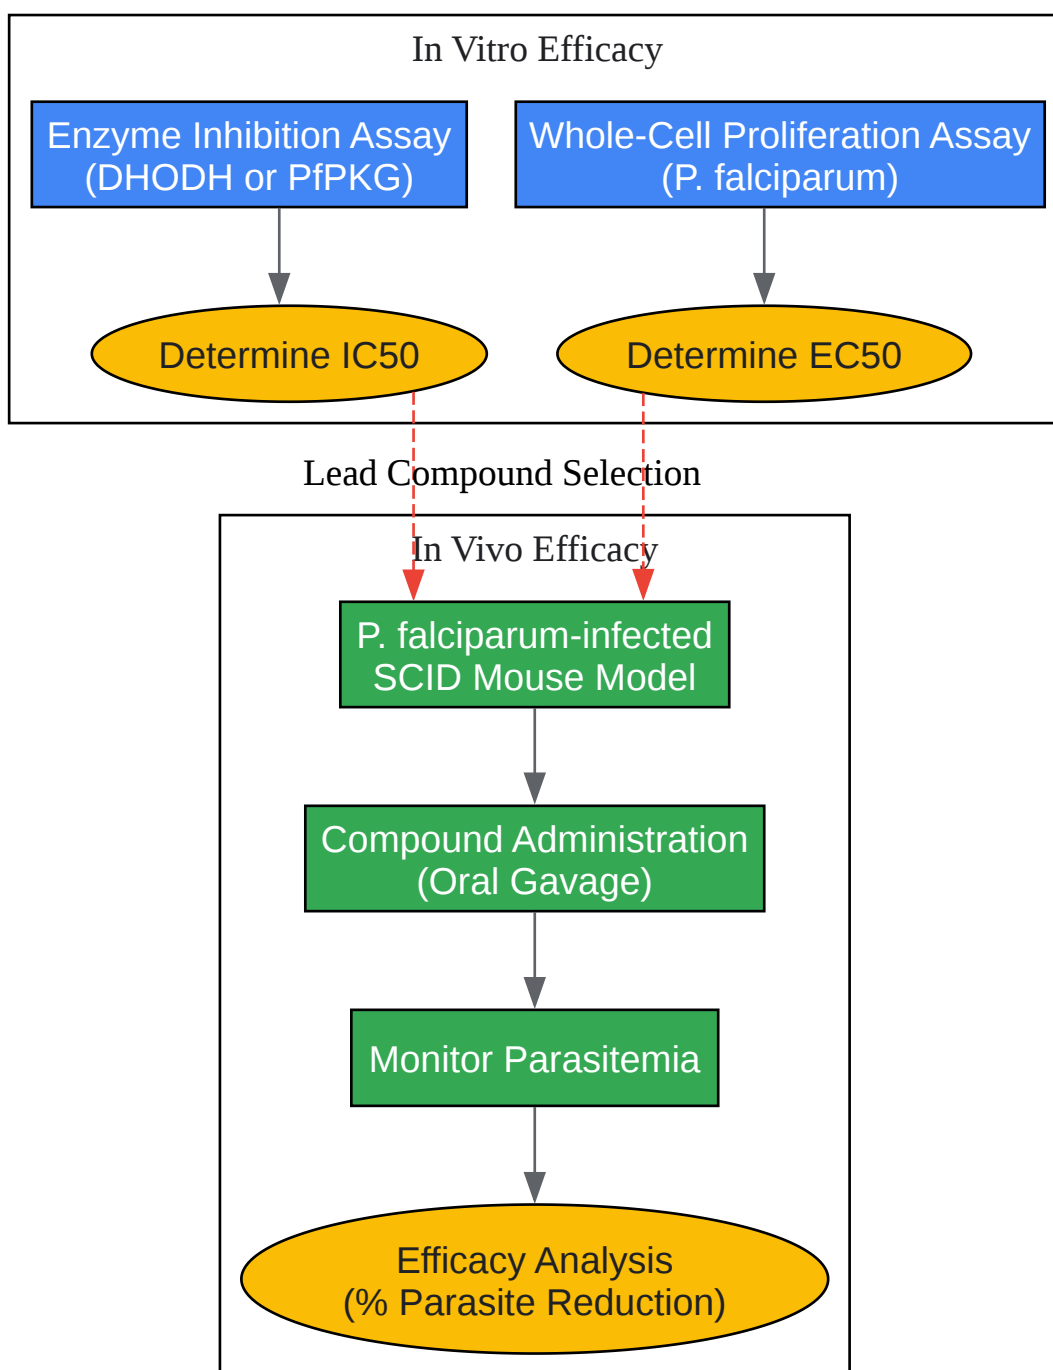 In Vitro Efficacy
Enzyme Inhibition Assay
(DHODH or PfPKG)
Whole-Cell Proliferation Assay
(P. falciparum)
Determine IC50
Determine EC50
Lead Compound Selection
In Vivo Efficacy
P. falciparum-infected
SCID Mouse Model
Compound Administration
(Oral Gavage)
Monitor Parasitemia
Efficacy Analysis
(% Parasite Reduction)